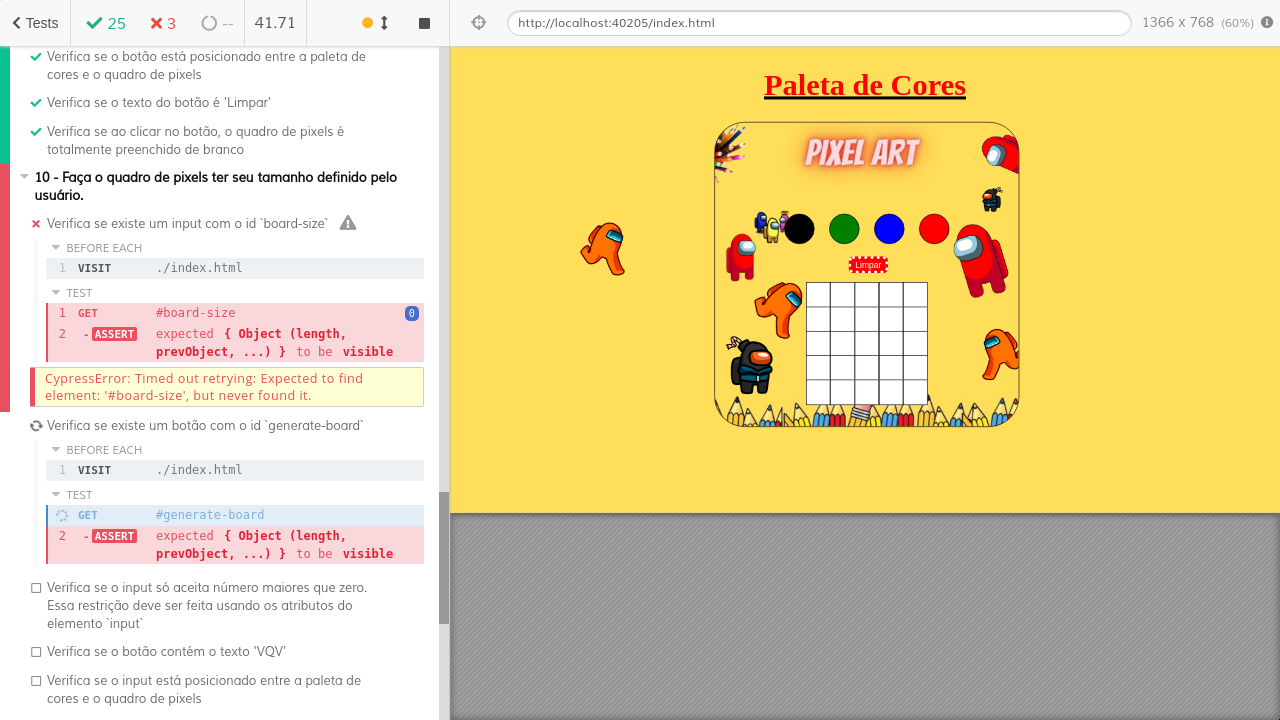 Tests
25
3
--
41.71
http://localhost:40205/index.html
1366 x 768 (60%)
Verifica se o botão está posicionado entre a paleta de
cores e o quadro de pixels
Verifica se o texto do botão é 'Limpar'
Verifica se ao clicar no botão, o quadro de pixels é
totalmente preenchido de branco
10 - Faça o quadro de pixels ter seu tamanho definido pelo
usuário.
Verifica se existe um input com o id `board-size`
BEFORE EACH
1 VISIT ./index.html
TEST
1 GET #board-size 0
2 -ASSERT expected { Object (length,
prevObject, ...) } to be visible
CypressError: Timed out retrying: Expected to find
element: '#board-size', but never found it.
Verifica se existe um botão com o id `generate-board`
BEFORE EACH
1 VISIT ./index.html
TEST
GET #generate-board
2 -ASSERT expected { Object (length,
prevObject, ...) } to be visible
Verifica se o input só aceita número maiores que zero.
Essa restrição deve ser feita usando os atributos do
elemento `input`
Verifica se o botão contém o texto 'VQV'
Verifica se o input está posicionado entre a paleta de
cores e o quadro de pixels
Paleta de Cores
PIXEL ART
Limpar